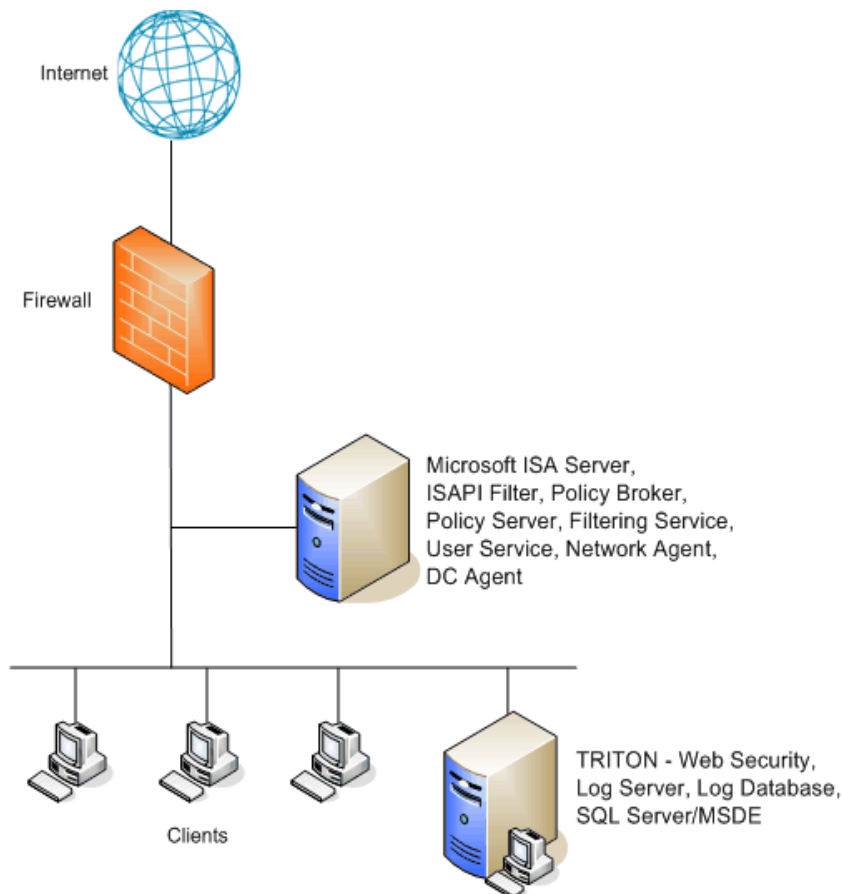 Internet
Firewall
Microsoft ISA Server,
ISAPI Filter, Policy Broker,
Policy Server, Filtering Service,
User Service, Network Agent,
DC Agent
TRITON - Web Security,
Log Server, Log Database,
SQL Server/MSDE
Clients